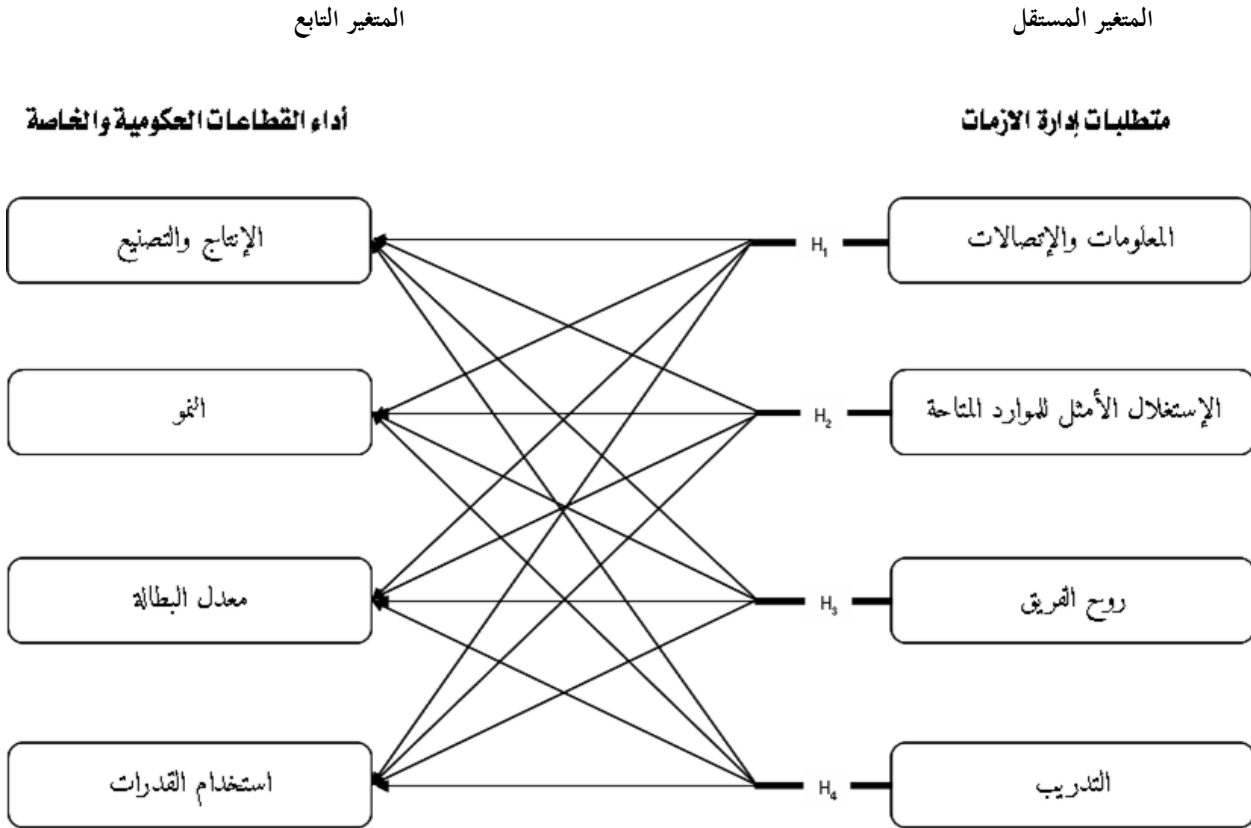 المتغير المستقل
المتغير التابع
متطلبات إدارة الازمات
أداء القطاعات الحكومية والخاصة
المعلومات والإتصالات
H₁
الإنتاج والتصنيع
الإستغلال الأمثل للموارد المتاحة
H₂
النمو
روح الفريق
H₃
معدل البطالة
التدريب
H₄
استخدام القدرات